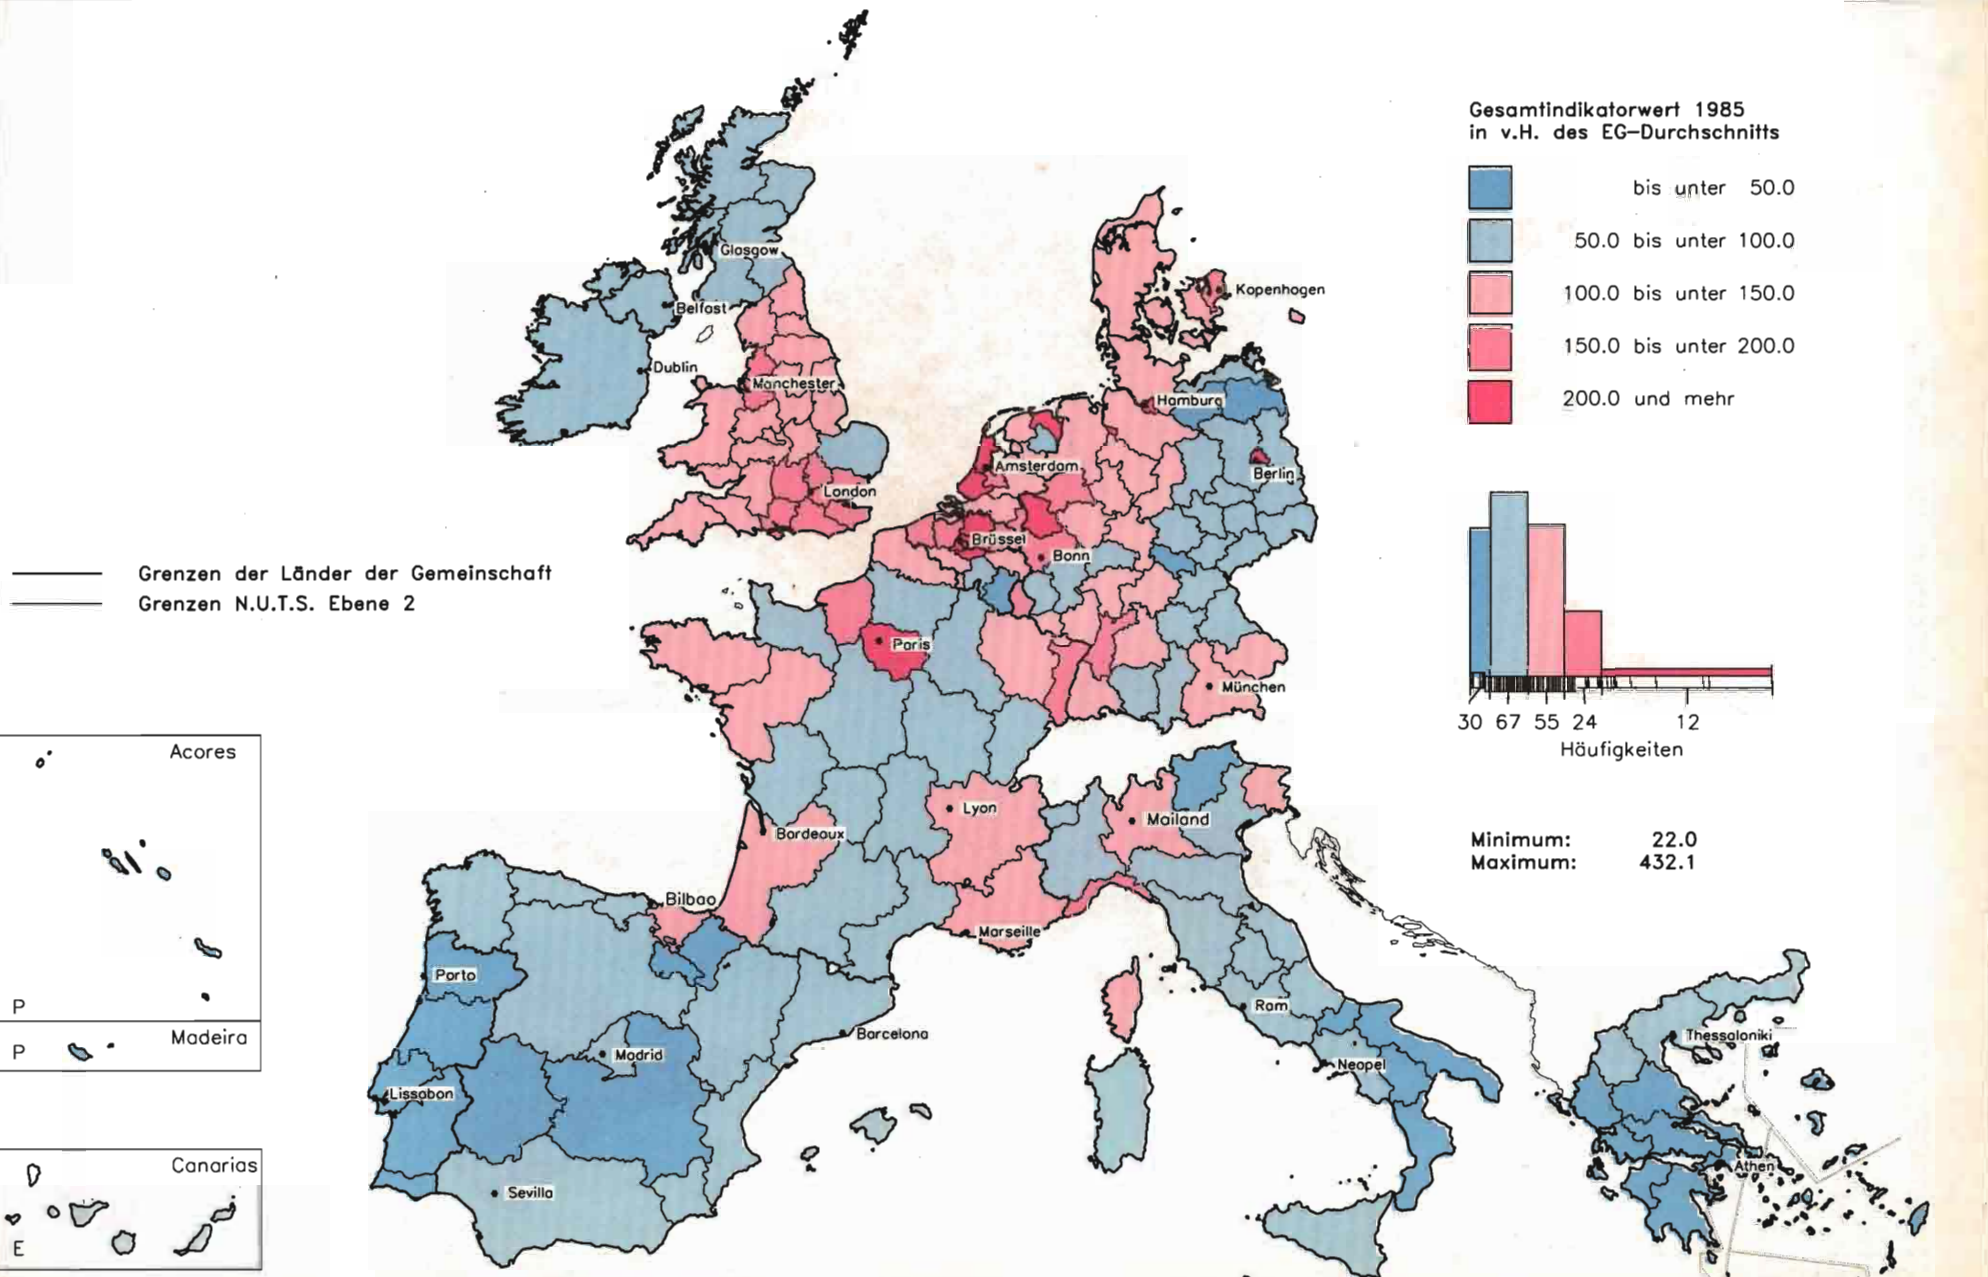 Gesamtindikatorwert 1985
in v.H. des EG-Durchschnitts
bis unter 50.0
50.0 bis unter 100.0
100.0 bis unter 150.0
150.0 bis unter 200.0
200.0 und mehr
Glasgow
Belfast
Dublin
Manchester
London
Kopenhagen
Hamburg
Berlin
Amsterdam
Brüssel
Bonn
Grenzen der Länder der Gemeinschaft
Grenzen N.U.T.S. Ebene 2
Paris
München
30 67 55 24 12
Häufigkeiten
Acores
P
Madeira
P
Canarias
E
Lyon
Mailand
Bordeaux
Minimum: 22.0
Maximum: 432.1
Bilbao
Marseille
Porto
Rom
Barcelona
Madrid
Thessaloniki
Neapel
Lissabon
Athen
Sevilla